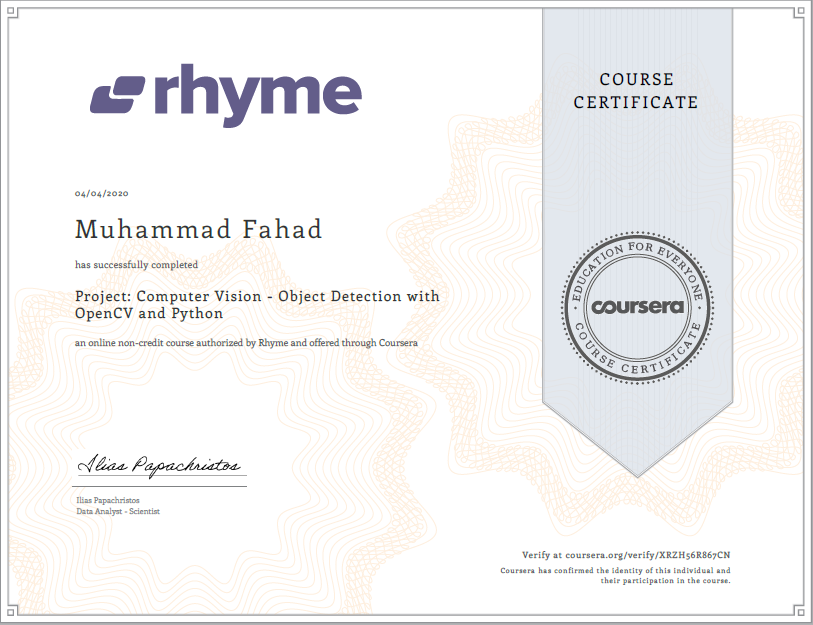 rhyme
COURSE
CERTIFICATE
04/04/2020
Muhammad Fahad
has successfully completed
Project: Computer Vision - Object Detection with
OpenCV and Python
an online non-credit course authorized by Rhyme and offered through Coursera
EDUCATION FOR EVERYONE
coursera
COURSE CERTIFICATE
Ilias Papachristos
Ilias Papachristos
Data Analyst - Scientist
Verify at coursera.org/verify/XRZH56R867CN
Coursera has confirmed the identity of this individual and
their participation in the course.